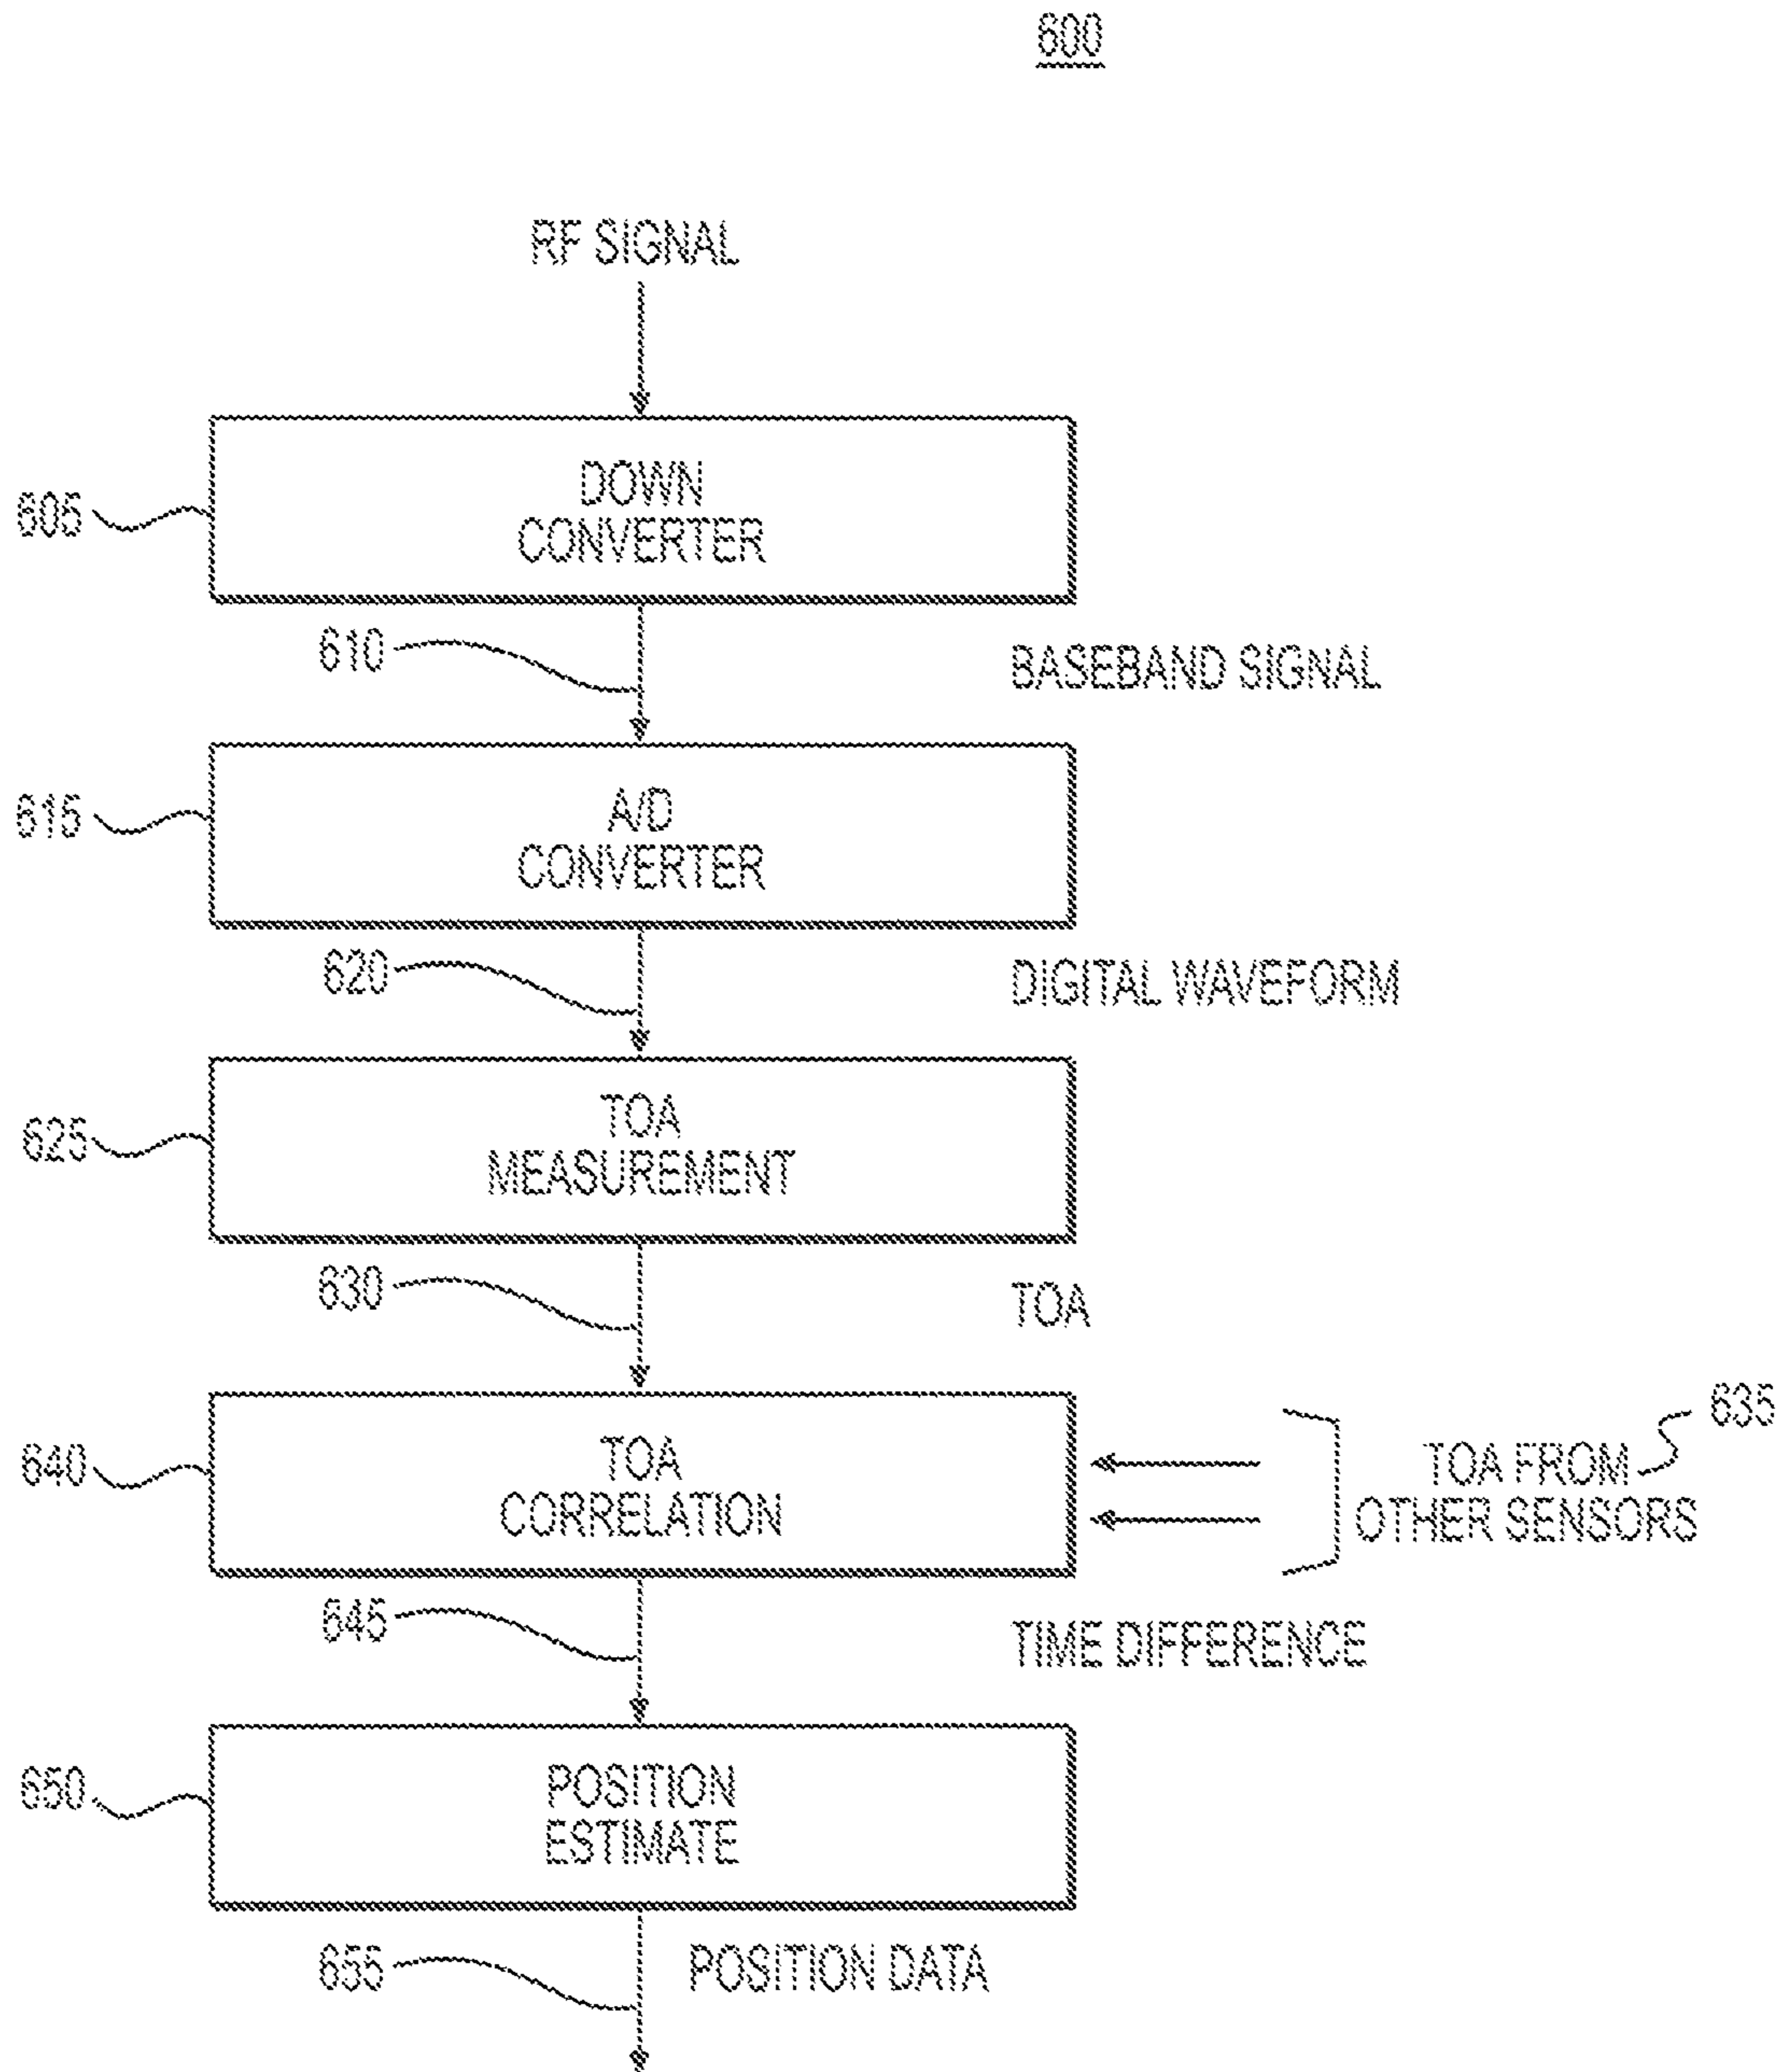 600
RF SIGNAL
DOWN
CONVERTER
605
610
BASEBAND SIGNAL
A/D
CONVERTER
615
620
DIGITAL WAVEFORM
TOA
MEASUREMENT
625
630
TOA
TOA
CORRELATION
640
635
TOA FROM
OTHER SENSORS
645
TIME DIFFERENCE
POSITION
ESTIMATE
650
655
POSITION DATA